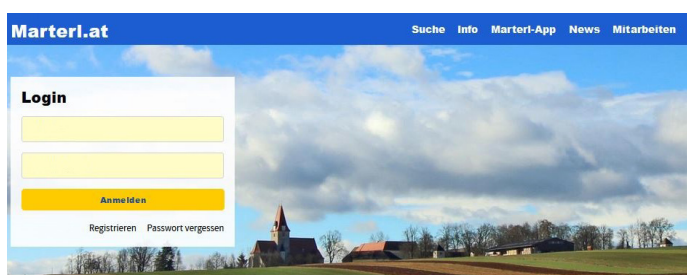 Marterl.at
Suche Info Marterl-App News Mitarbeiten
Login
Anmelden
Registrieren Passwort vergessen